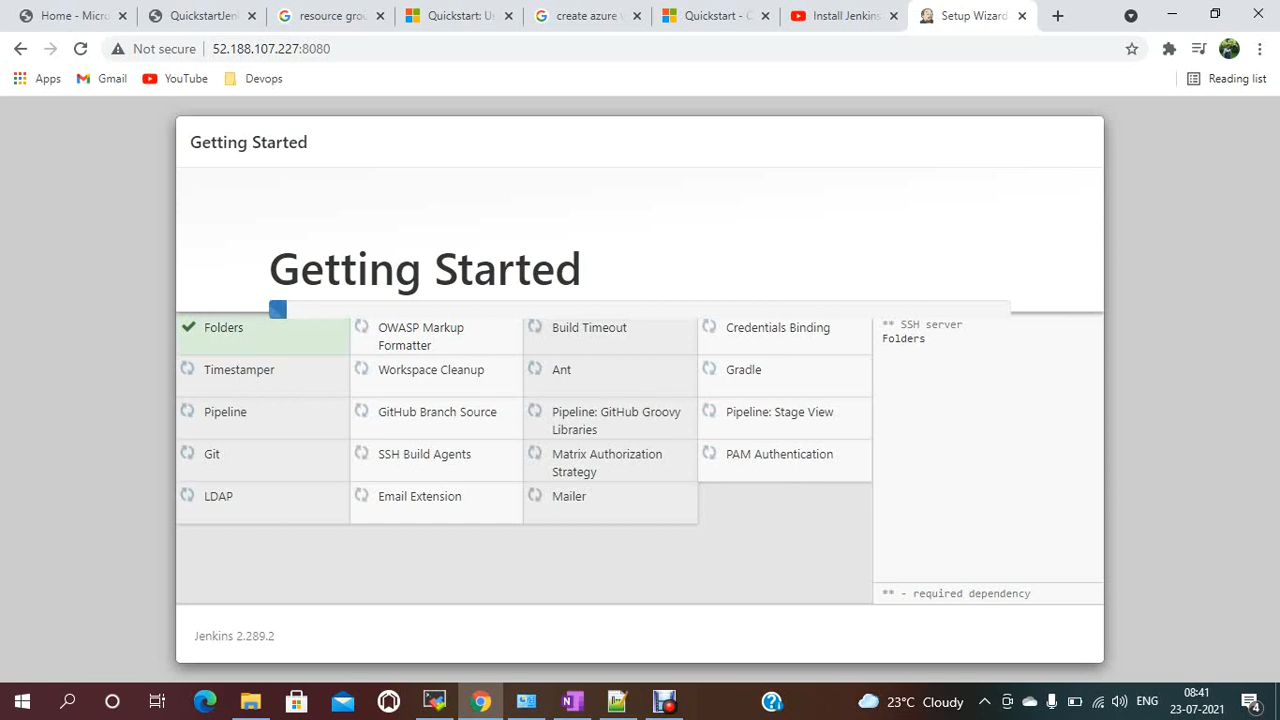 Home - Micro
QuickstartJen
resource grou
Quickstart: Us
create azure v
Quickstart - C
Install Jenkins
Setup Wizard
Not secure
52.188.107.227:8080
Apps
Gmail
YouTube
Devops
Reading list
Getting Started
Getting Started
Folders
OWASP Markup
Formatter
Build Timeout
Credentials Binding
** SSH server
Folders
Timestamper
Workspace Cleanup
Ant
Gradle
Pipeline
GitHub Branch Source
Pipeline: GitHub Groovy
Libraries
Pipeline: Stage View
Git
SSH Build Agents
Matrix Authorization
Strategy
PAM Authentication
LDAP
Email Extension
Mailer
** - required dependency
Jenkins 2.289.2
23°C Cloudy
ENG
08:41
23-07-2021
4